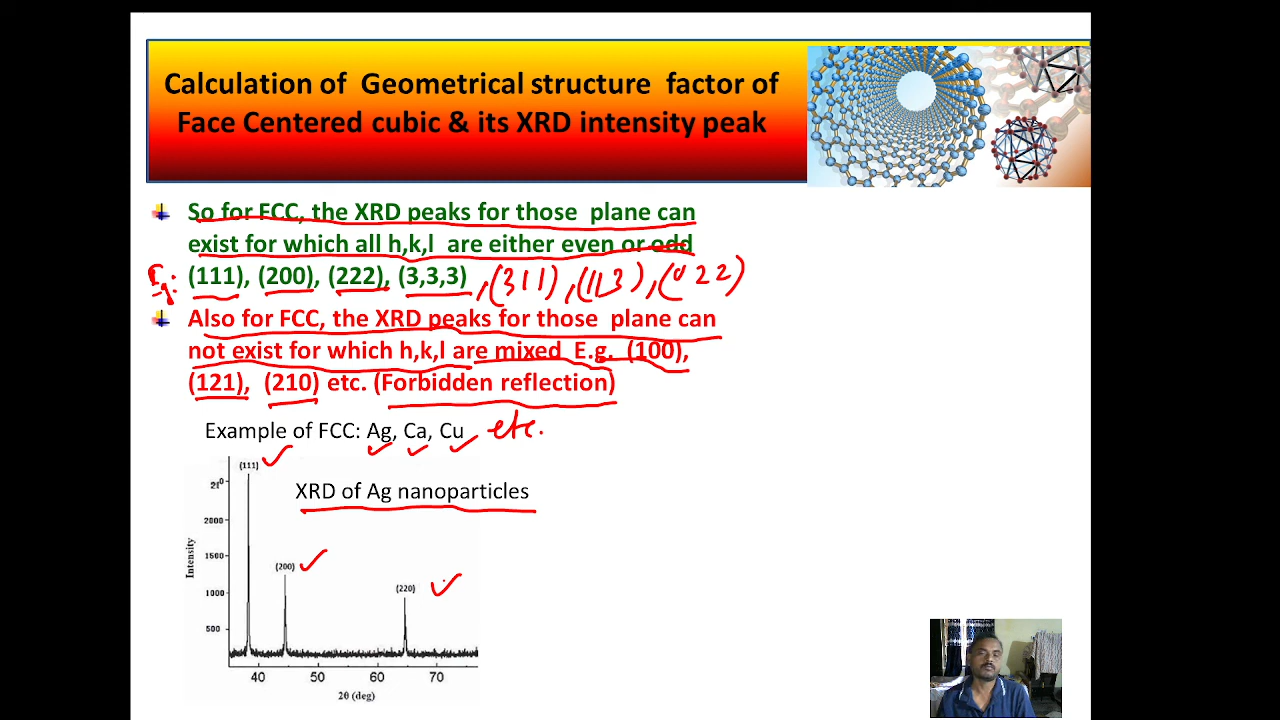 Calculation of Geometrical structure factor of
Face Centered cubic & its XRD intensity peak
So for FCC, the XRD peaks for those plane can
exist for which all h,k,l are either even or odd
Eg: (111), (200), (222), (3,3,3) , (311), (113), (022)
Also for FCC, the XRD peaks for those plane can
not exist for which h,k,l are mixed E.g. (100),
(121), (210) etc. (Forbidden reflection)
Example of FCC: Ag, Ca, Cu etc.
(111)
XRD of Ag nanoparticles
2000
1500
(200)
(220)
1000
500
Intensity
40 50 60 70
2θ (deg)